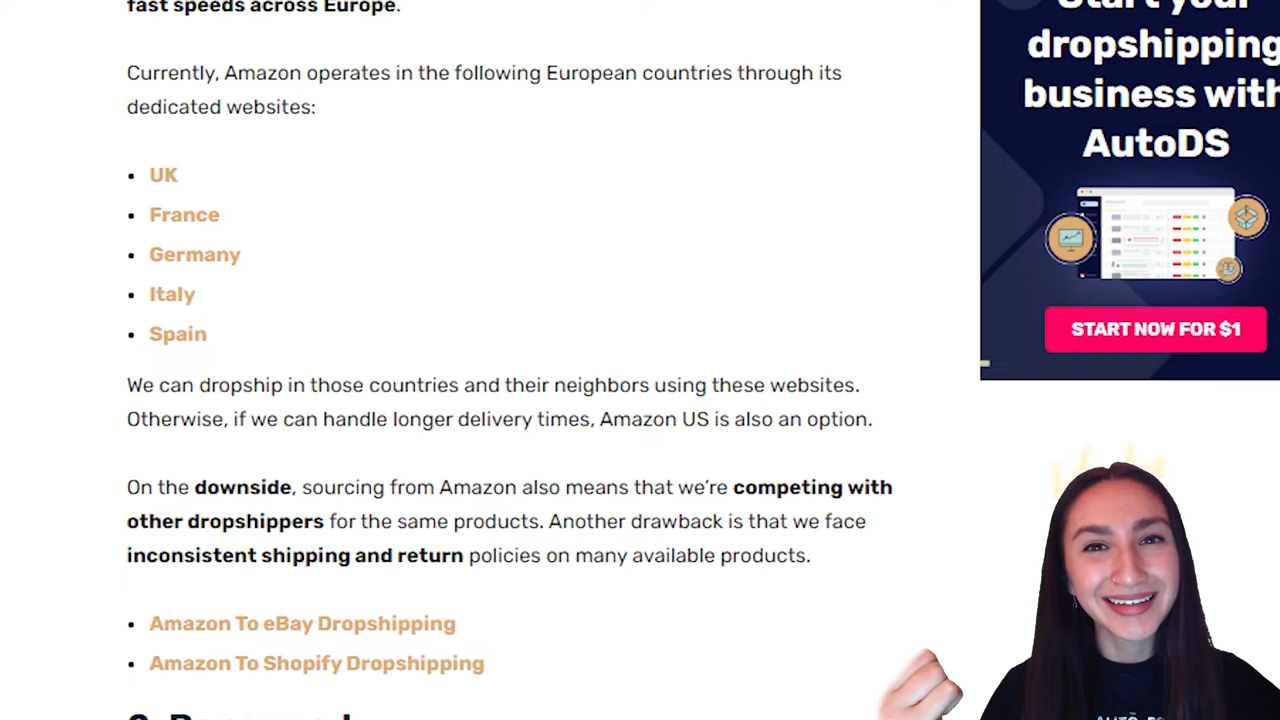 fast speeds across Europe.
Currently, Amazon operates in the following European countries through its
dedicated websites:
UK
France
Germany
Italy
Spain
We can dropship in those countries and their neighbors using these websites.
Otherwise, if we can handle longer delivery times, Amazon US is also an option.
On the downside, sourcing from Amazon also means that we’re competing with
other dropshippers for the same products. Another drawback is that we face
inconsistent shipping and return policies on many available products.
Amazon To eBay Dropshipping
Amazon To Shopify Dropshipping
Start your
dropshipping
business with
AutoDS
START NOW FOR $1